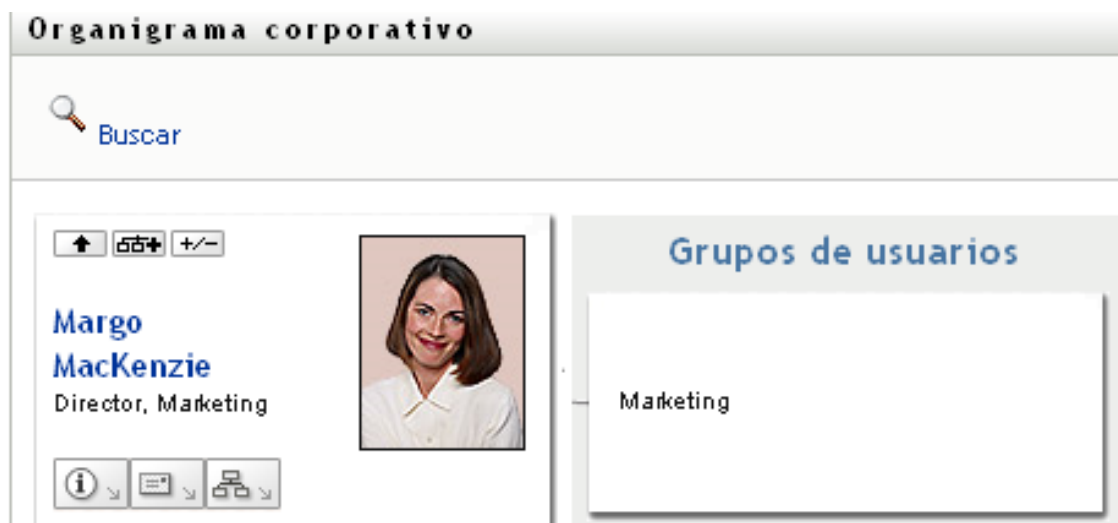 Organigrama corporativo
Buscar
+/-
Margo
MacKenzie
Director, Marketing
Grupos de usuarios
Marketing